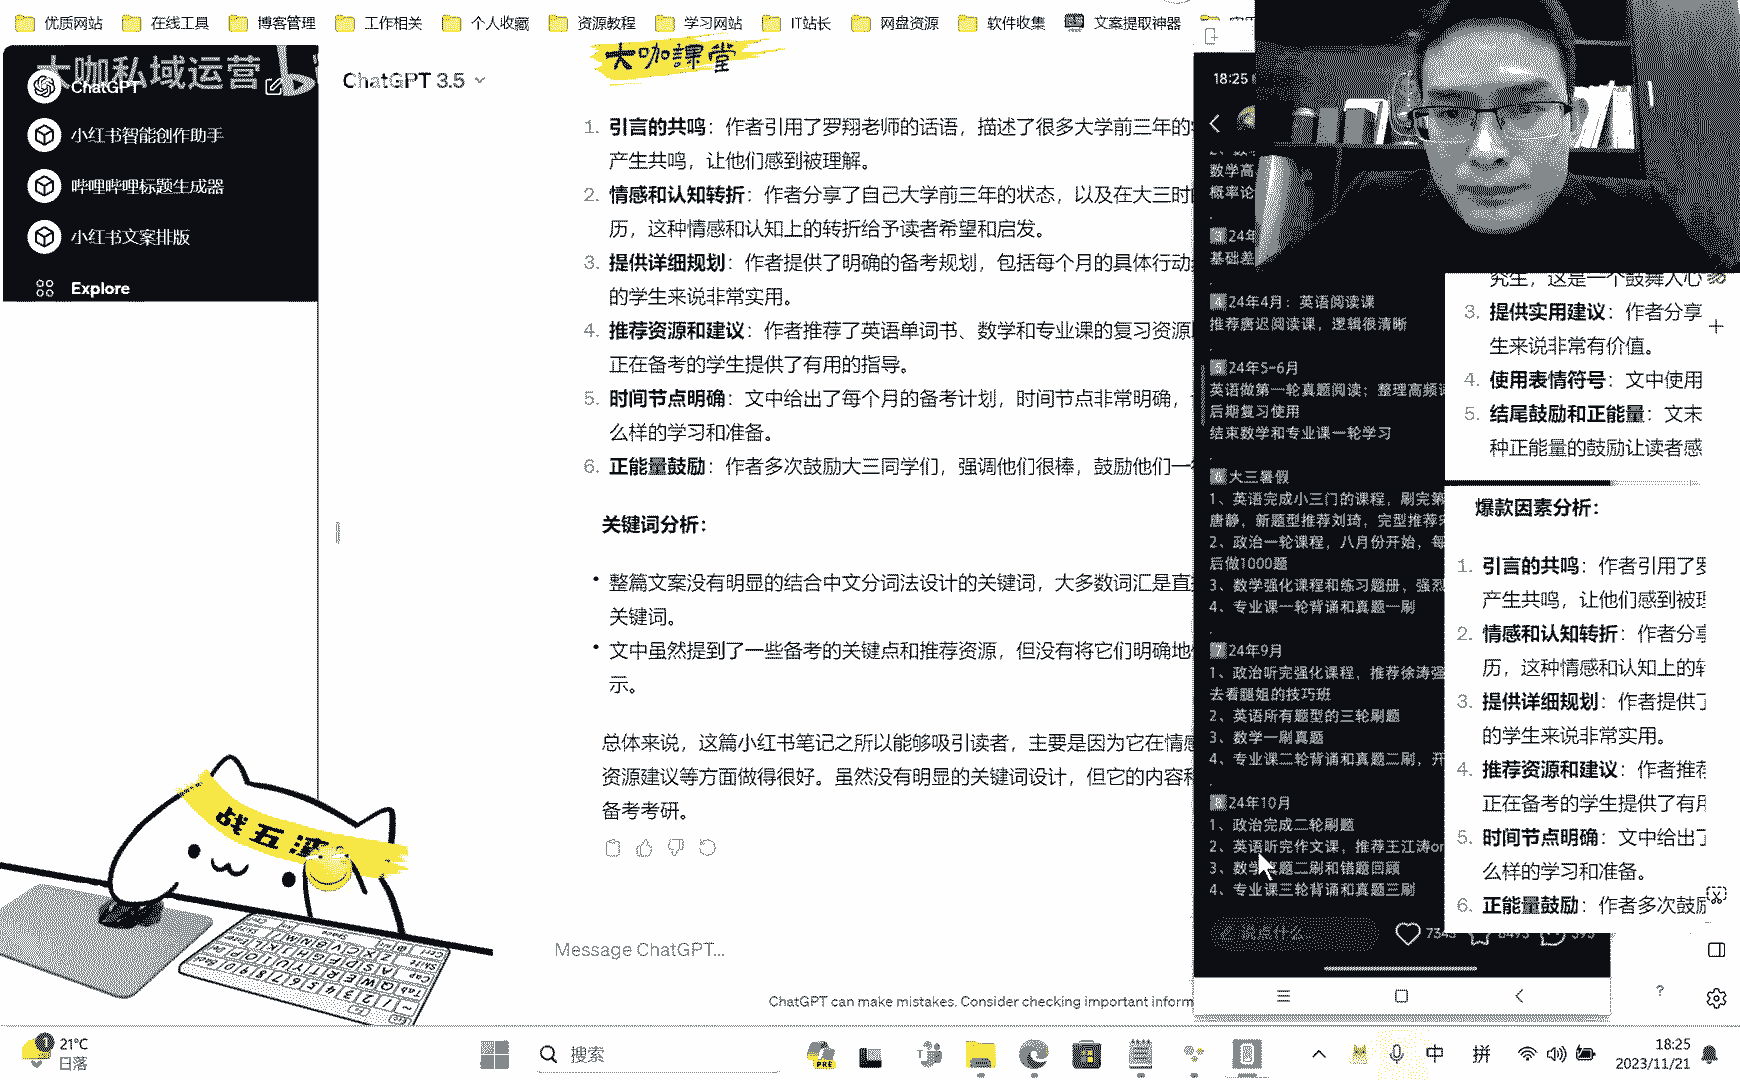 优质网站
在线工具
博客管理
工作相关
个人收藏
资源教程
学习网站
IT站长
网盘资源
软件收集
文案提取神器
大咖私域运营
ChatGPT
小红书智能创作助手
哔哩哔哩标题生成器
小红书文案排版
Explore
ChatGPT 3.5
大咖課堂
1. 引言的共鸣：作者引用了罗翔老师的话语，描述了很多大学前三年的
产生共鸣，让他们感到被理解。
2. 情感和认知转折：作者分享了自己大学前三年的状态，以及在大三时
历，这种情感和认知上的转折给予读者希望和启发。
3. 提供详细规划：作者提供了明确的备考规划，包括每个月的具体行动
的学生来说非常实用。
4. 推荐资源和建议：作者推荐了英语单词书、数学和专业课的复习资源
正在备考的学生提供了有用的指导。
5. 时间节点明确：文中给出了每个月的备考计划，时间节点非常明确，
么样的学习和准备。
6. 正能量鼓励：作者多次鼓励大三同学们，强调他们很棒，鼓励他们一
关键词分析：
• 整篇文案没有明显的结合中文分词法设计的关键词，大多数词汇是直
关键词。
• 文中虽然提到了一些备考的关键点和推荐资源，但没有将它们明确地
示。
总体来说，这篇小红书笔记之所以能够吸引读者，主要是因为它在情感
资源建议等方面做得很好。虽然没有明显的关键词设计，但它的内容和
备考考研。
Message ChatGPT...
ChatGPT can make mistakes. Consider checking important inform
18:25
数学高
概率论
3 24年
基础差
4 24年4月：英语阅读课
推荐唐迟阅读课，逻辑很清晰
5 24年5-6月
英语做第一轮真题阅读；整理高频词
后期复习使用
结束数学和专业课一轮学习
6 大三暑假
1、英语完成小三门的课程，刷完第
唐静，新题型推荐刘琦，完型推荐宋
2、政治一轮课程，八月份开始，每
后做1000题
3、数学强化课程和练习题册，强烈
4、专业课一轮背诵和真题一刷
7 24年9月
1、政治听完强化课程，推荐徐涛强
去看腿姐的技巧班
2、英语所有题型的三轮刷题
3、数学一刷真题
4、专业课二轮背诵和真题二刷，开
8 24年10月
1、政治完成二轮刷题
2、英语听完作文课，推荐王江涛or
3、数学真题二刷和错题回顾
4、专业课三轮背诵和真题三刷
说点什么...
究生，这是一个鼓舞人心
3. 提供实用建议：作者分享
生来说非常有价值。
4. 使用表情符号：文中使用
5. 结尾鼓励和正能量：文末
种正能量的鼓励让读者感
爆款因素分析：
1. 引言的共鸣：作者引用了罗
产生共鸣，让他们感到被理
2. 情感和认知转折：作者分享
历，这种情感和认知上的转
3. 提供详细规划：作者提供了
的学生来说非常实用。
4. 推荐资源和建议：作者推荐
正在备考的学生提供了有用
5. 时间节点明确：文中给出了
么样的学习和准备。
6. 正能量鼓励：作者多次鼓励
21°C
日落
搜索
PRE
中
拼
18:25
2023/11/21